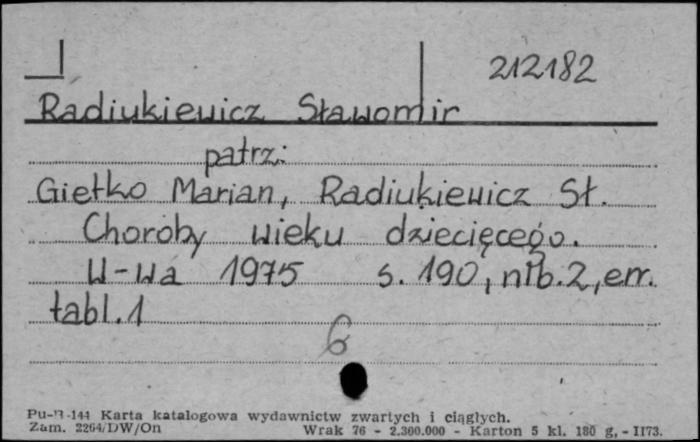 212182
Radiukiewicz Sławomir
patrz:
Giełko Marian, Radiukiewicz Sł.
Choroby wieku dziecięcego.
W-wa 1975 s. 190, nlb. 2, err.
tabl. 1
6
Pu-B-144 Karta katalogowa wydawnictw zwartych i ciągłych.
Zam. 2264/DW/On Wrak 76 - 2.300.000 - Karton 5 kl. 180 g. - II73.